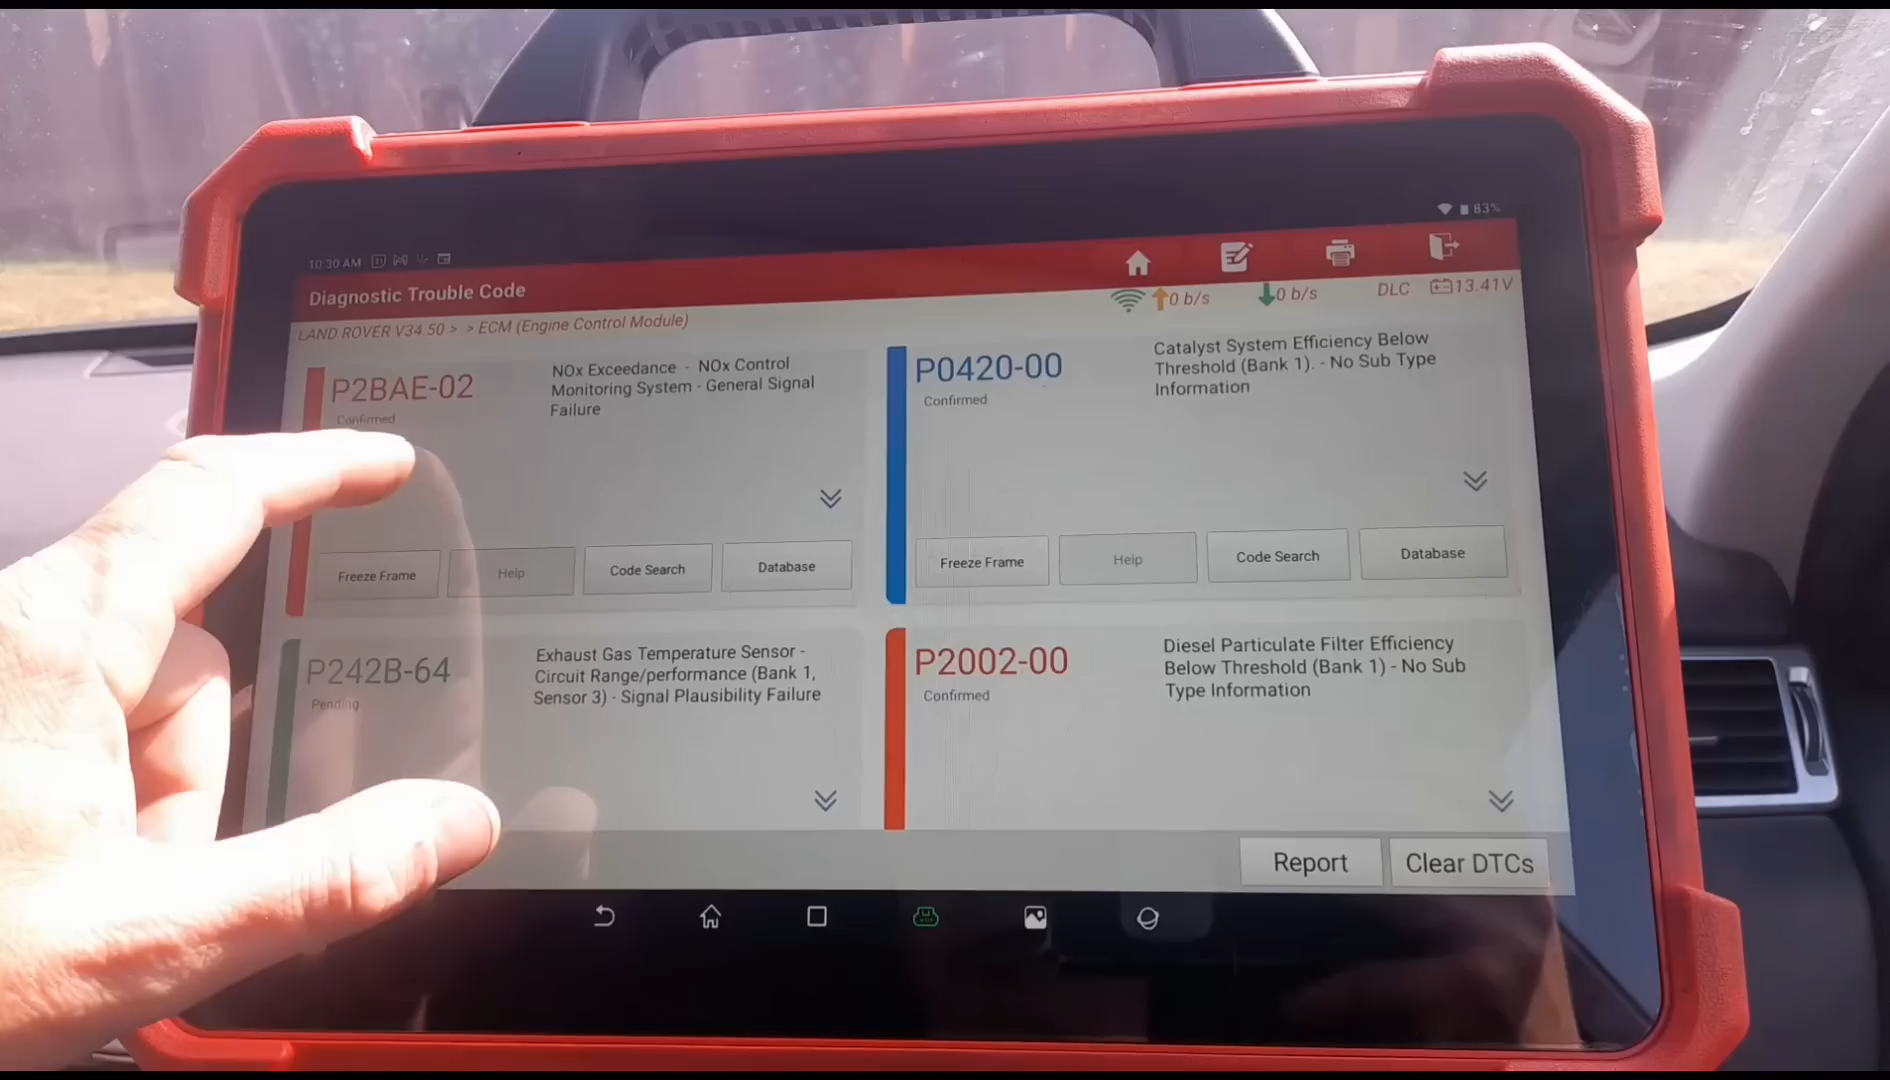 10:30 AM
83%
Diagnostic Trouble Code
0 b/s
0 b/s
DLC
13.41V
LAND ROVER V34.50 > > ECM (Engine Control Module)
P2BAE-02
Confirmed
NOx Exceedance - NOx Control
Monitoring System - General Signal
Failure
Freeze Frame
Help
Code Search
Database
P0420-00
Confirmed
Catalyst System Efficiency Below
Threshold (Bank 1). - No Sub Type
Information
Freeze Frame
Help
Code Search
Database
P242B-64
Pending
Exhaust Gas Temperature Sensor -
Circuit Range/performance (Bank 1,
Sensor 3) - Signal Plausibility Failure
P2002-00
Confirmed
Diesel Particulate Filter Efficiency
Below Threshold (Bank 1) - No Sub
Type Information
Report
Clear DTCs